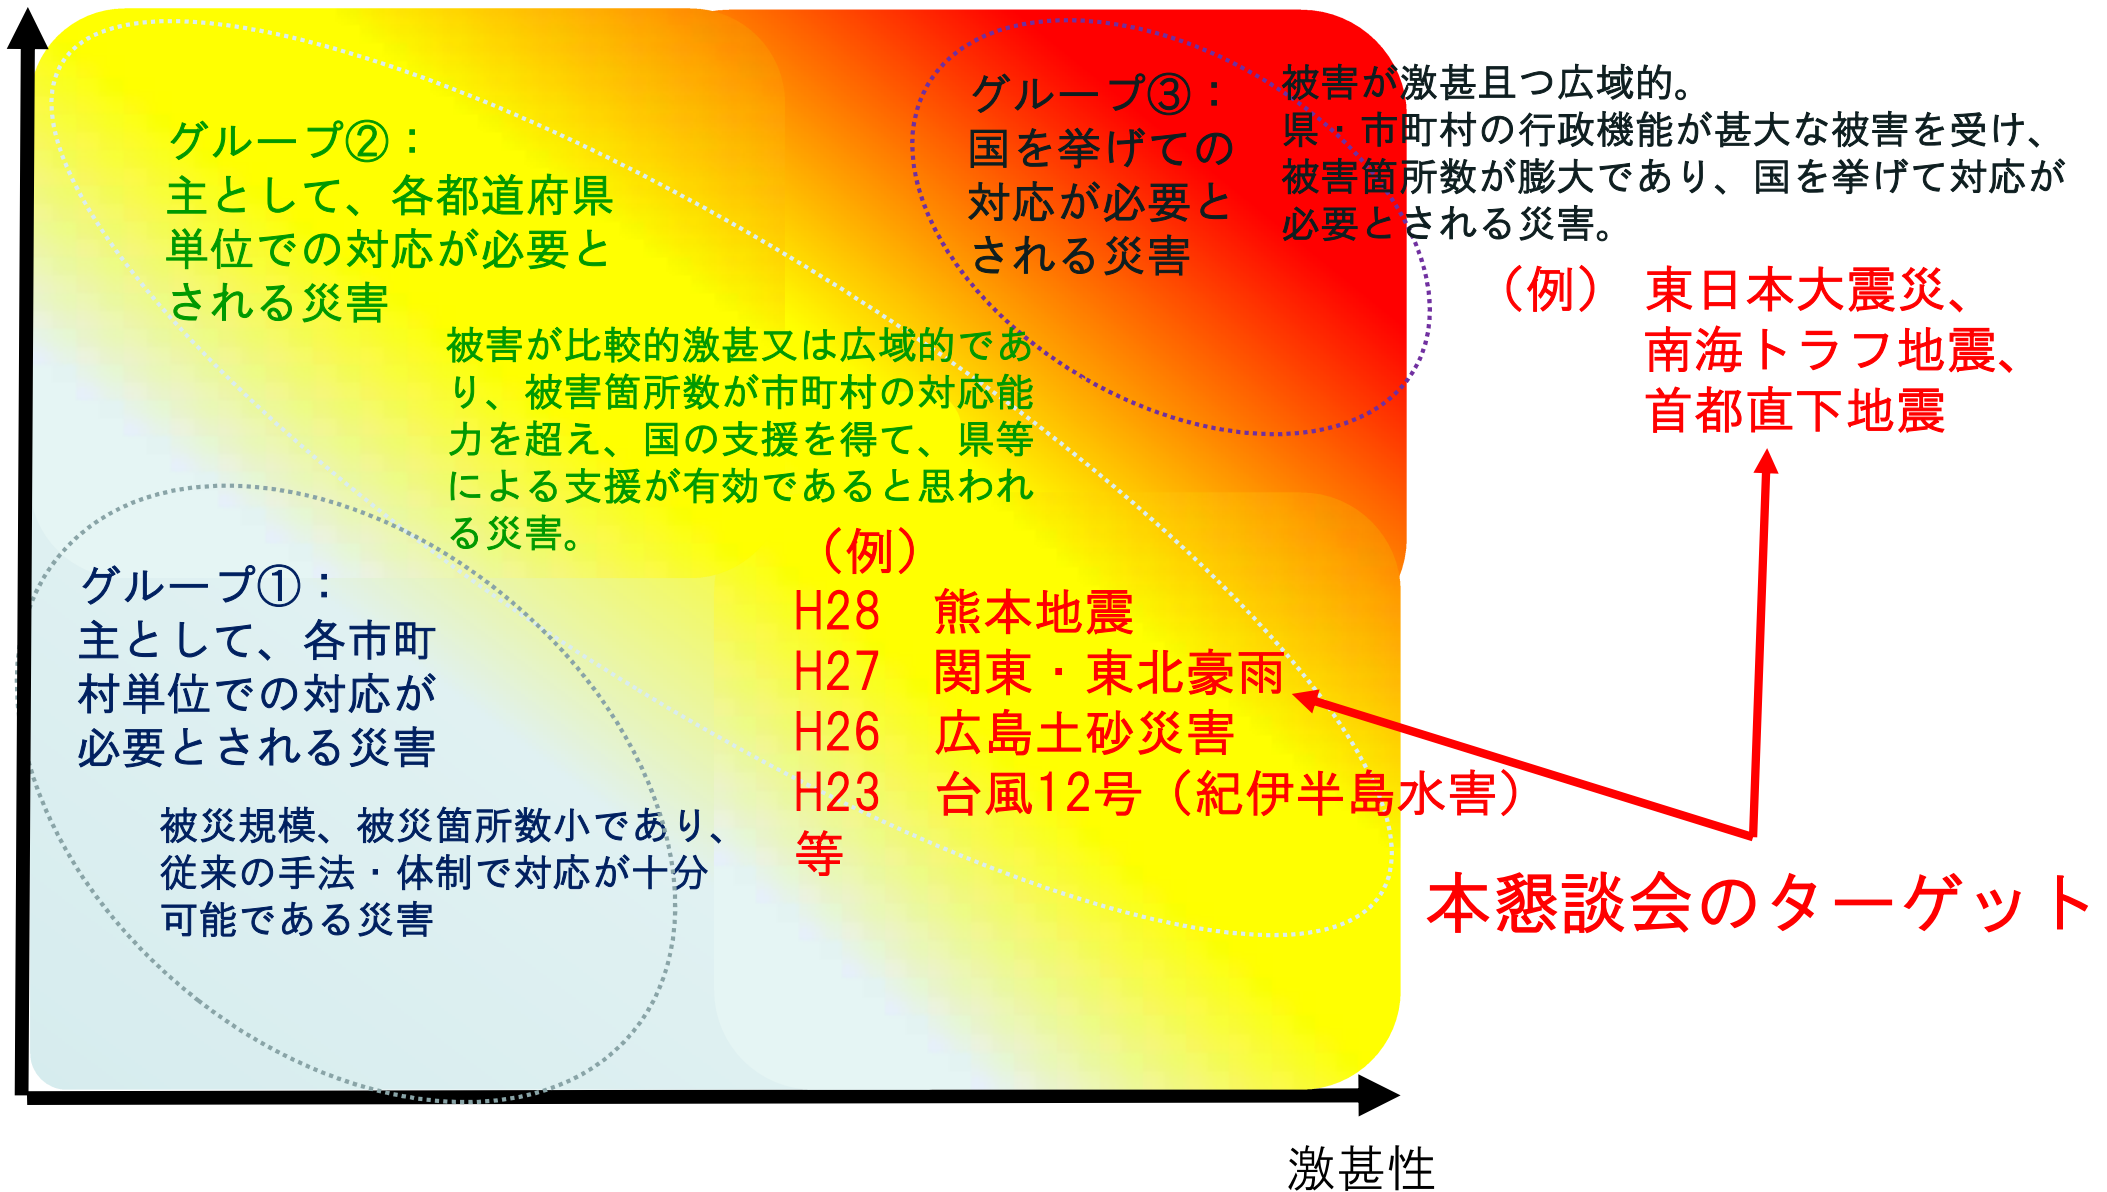 グループ②：
主として、各都道府県
単位での対応が必要と
される災害
被害が比較的激甚又は広域的であ
り、被害箇所数が市町村の対応能
力を超え、国の支援を得て、県等
による支援が有効であると思われ
る災害。
グループ③：
国を挙げての
対応が必要と
される災害
被害が激甚且つ広域的。
県・市町村の行政機能が甚大な被害を受け、
被害箇所数が膨大であり、国を挙げて対応が
必要とされる災害。
（例）　東日本大震災、
南海トラフ地震、
首都直下地震
グループ①：
主として、各市町
村単位での対応が
必要とされる災害
被災規模、被災箇所数小であり、
従来の手法・体制で対応が十分
可能である災害
（例）
H28　熊本地震
H27　関東・東北豪雨
H26　広島土砂災害
H23　台風12号（紀伊半島水害）
等
本懇談会のターゲット
激甚性